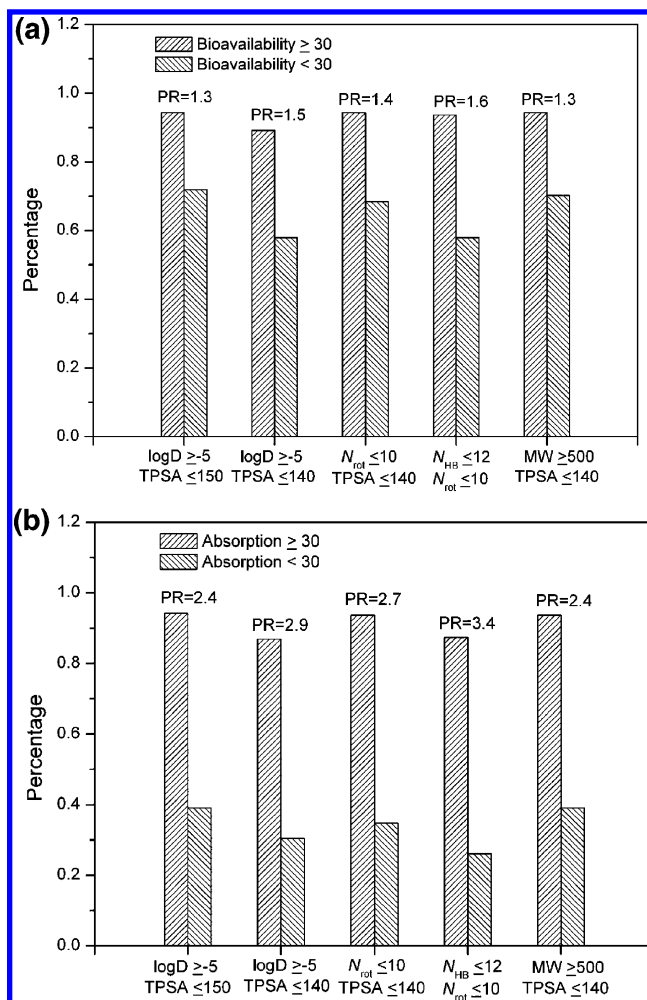 (a)
1.2
1.0
0.8
0.6
0.4
0.2
0.0
Percentage
Bioavailability ≥ 30
Bioavailability < 30
PR=1.3 PR=1.5 PR=1.4 PR=1.6 PR=1.3
logD ≥-5 logD ≥-5 Nrot ≤10 NHB ≤12 MW ≥500
TPSA ≤150 TPSA ≤140 TPSA ≤140 Nrot ≤10 TPSA ≤140
(b)
1.2
1.0
0.8
0.6
0.4
0.2
0.0
Percentage
Absorption ≥ 30
Absorption < 30
PR=2.4 PR=2.9 PR=2.7 PR=3.4 PR=2.4
logD ≥-5 logD ≥-5 Nrot ≤10 NHB ≤12 MW ≥500
TPSA ≤150 TPSA ≤140 TPSA ≤140 Nrot ≤10 TPSA ≤140